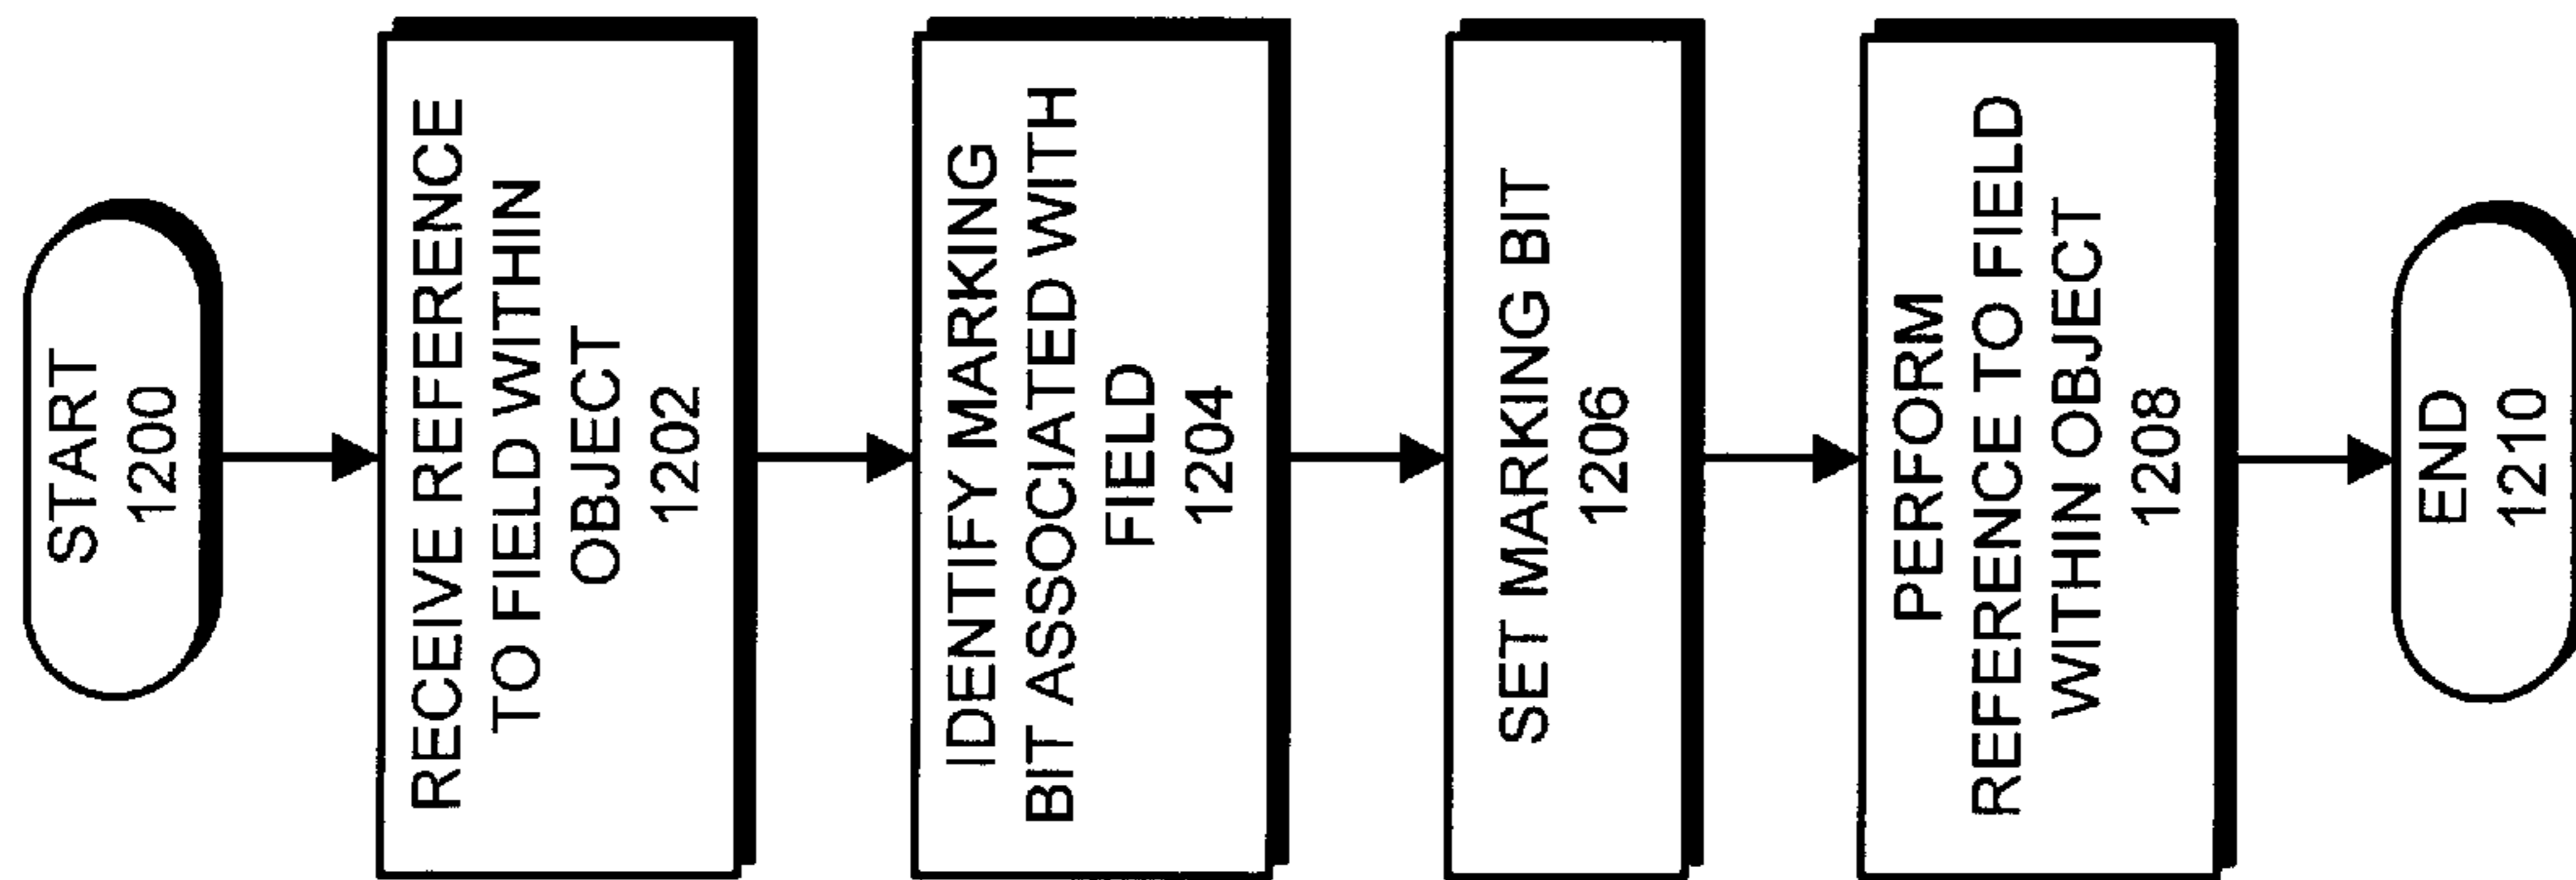 START
1200
RECEIVE REFERENCE
TO FIELD WITHIN
OBJECT
1202
IDENTIFY MARKING
BIT ASSOCIATED WITH
FIELD
1204
SET MARKING BIT
1206
PERFORM
REFERENCE TO FIELD
WITHIN OBJECT
1208
END
1210